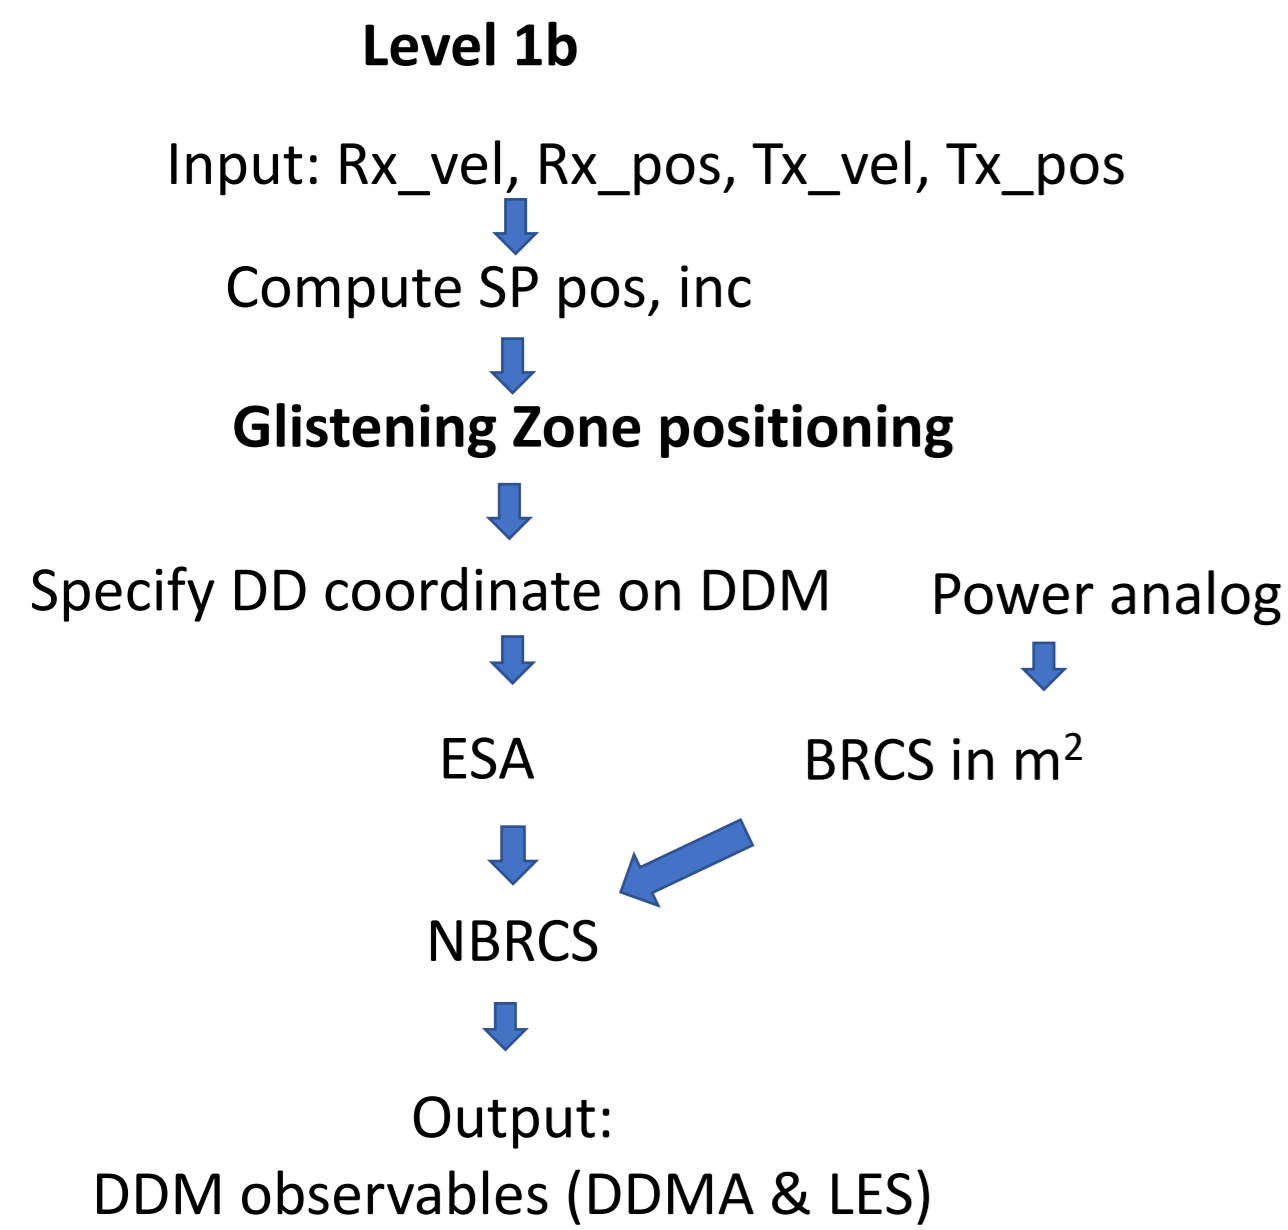 Level 1b
Input: Rx_vel, Rx_pos, Tx_vel, Tx_pos
Compute SP pos, inc
Glistening Zone positioning
Specify DD coordinate on DDM
Power analog
ESA
BRCS in m²
NBRCS
Output:
DDM observables (DDMA & LES)